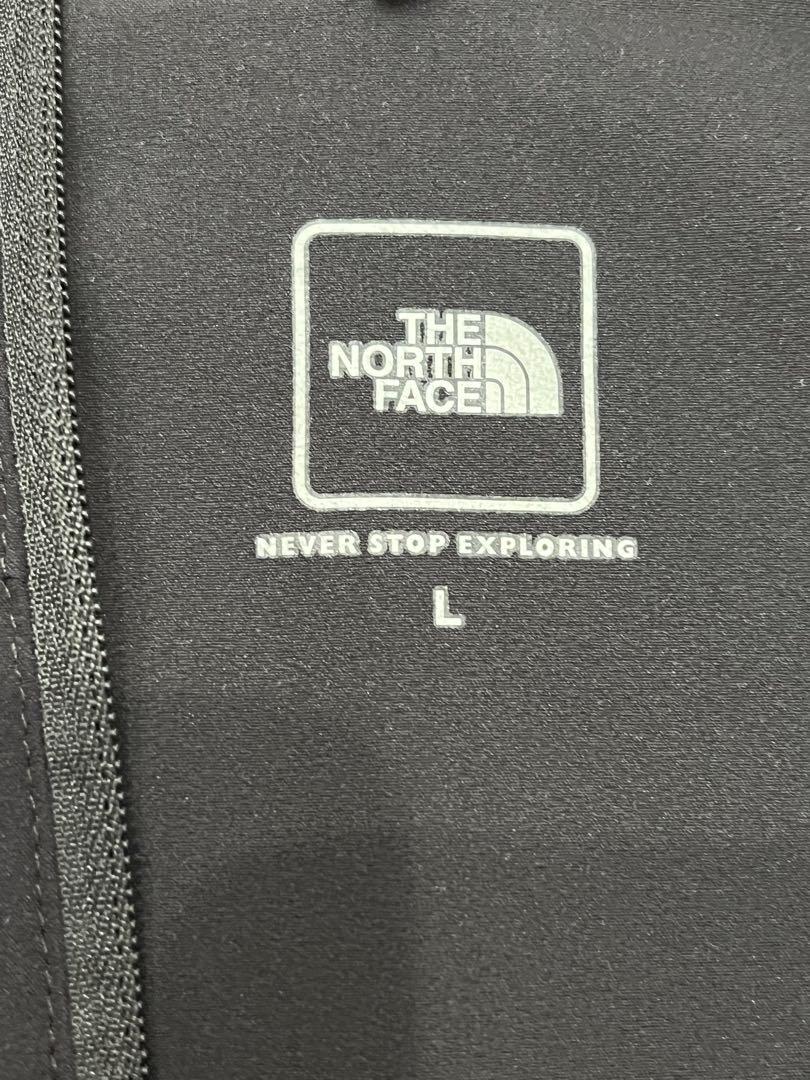 THE
NORTH
FACE
NEVER STOP EXPLORING
L